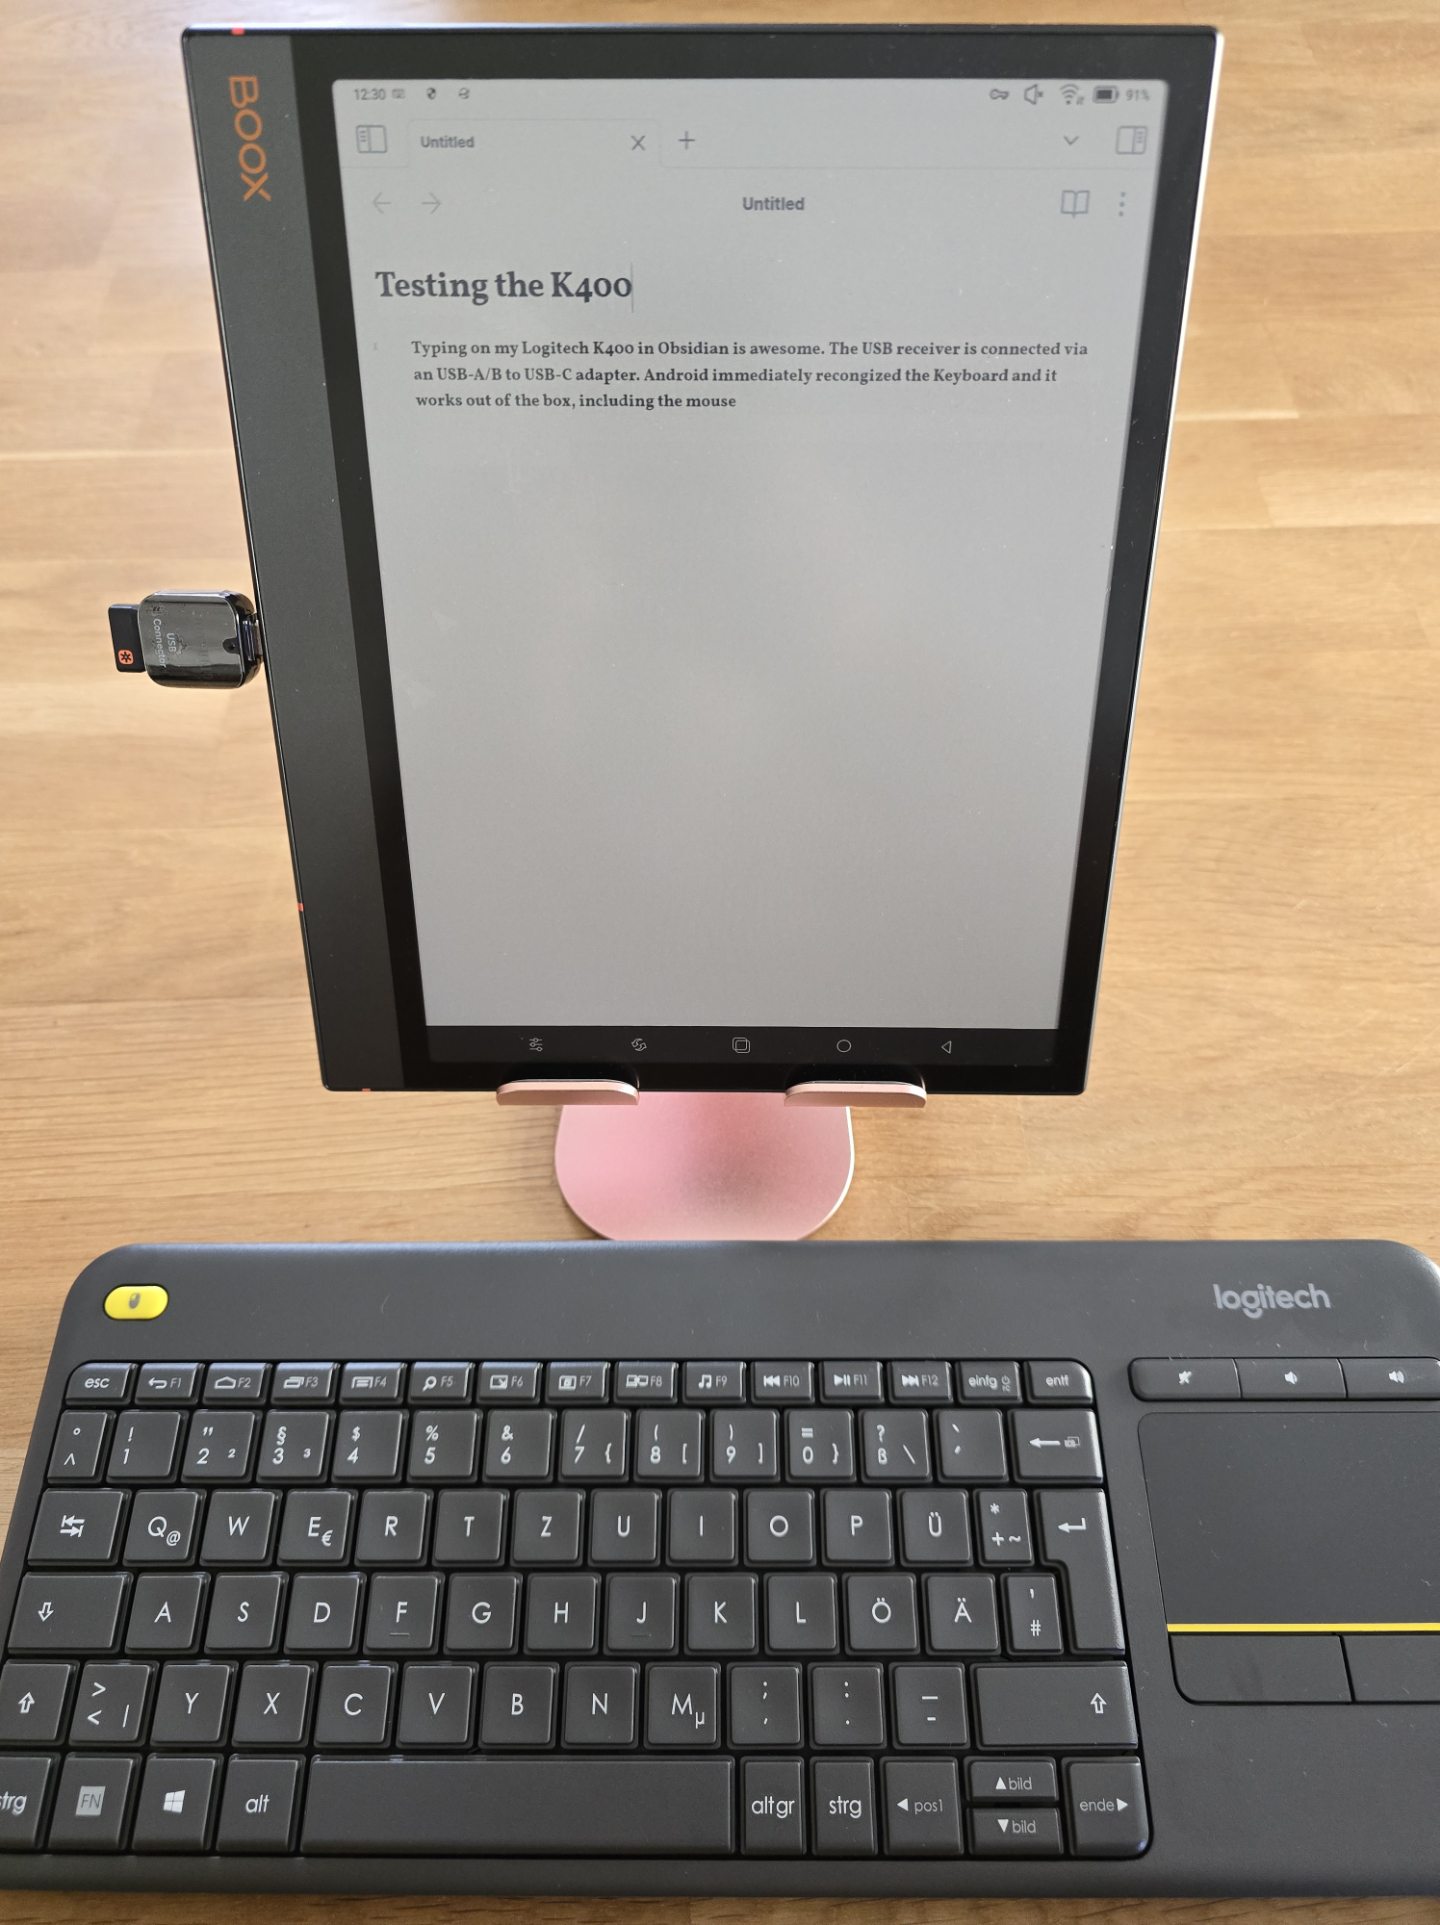 BOOX
12:30
91%
Untitled
Untitled
Testing the K400
Typing on my Logitech K400 in Obsidian is awesome. The USB receiver is connected via
an USB-A/B to USB-C adapter. Android immediately recongized the Keyboard and it
works out of the box, including the mouse
USB
Connector
logitech
esc F1 F2 F3 F4 F5 F6 F7 F8 F9 F10 F11 F12 einfg entf
° ! " § $ % & / ( ) = ? `
^ 1 2 ² 3 ³ 4 5 6 7 { 8 [ 9 ] 0 } ß \ ´
Q @ W E € R T Z U I O P Ü * + ~
A S D F G H J K L Ö Ä ' #
> < | Y X C V B N M µ ; , : . _ -
strg FN alt alt gr strg pos1 bild ende
bild